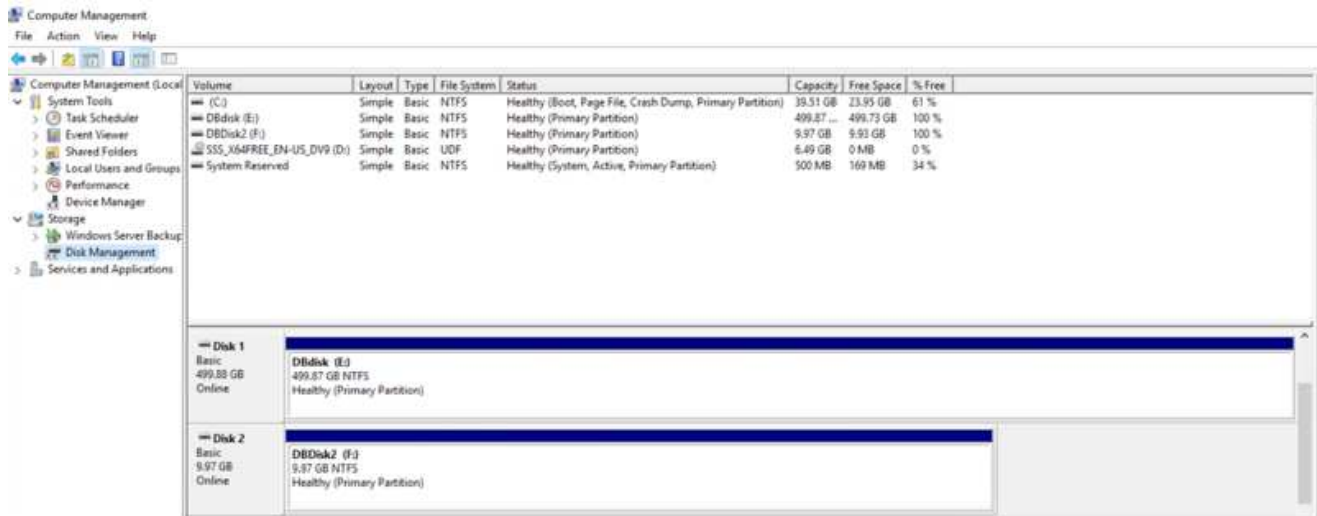 Computer Management
File Action View Help
Computer Management (Local
System Tools
Task Scheduler
Event Viewer
Shared Folders
Local Users and Groups
Performance
Device Manager
Storage
Windows Server Backup
Disk Management
Services and Applications
Volume Layout Type File System Status Capacity Free Space % Free
(C:) Simple Basic NTFS Healthy (Boot, Page File, Crash Dump, Primary Partition) 39.51 GB 23.95 GB 61 %
DBdisk (E:) Simple Basic NTFS Healthy (Primary Partition) 499.87 ... 499.73 GB 100 %
DBDisk2 (F:) Simple Basic NTFS Healthy (Primary Partition) 9.97 GB 9.93 GB 100 %
SSS_X64FREE_EN-US_DV9 (D:) Simple Basic UDF Healthy (Primary Partition) 6.49 GB 0 MB 0 %
System Reserved Simple Basic NTFS Healthy (System, Active, Primary Partition) 500 MB 169 MB 34 %
Disk 1
Basic
499.88 GB
Online
DBdisk (E:)
499.87 GB NTFS
Healthy (Primary Partition)
Disk 2
Basic
9.97 GB
Online
DBDisk2 (F:)
9.97 GB NTFS
Healthy (Primary Partition)